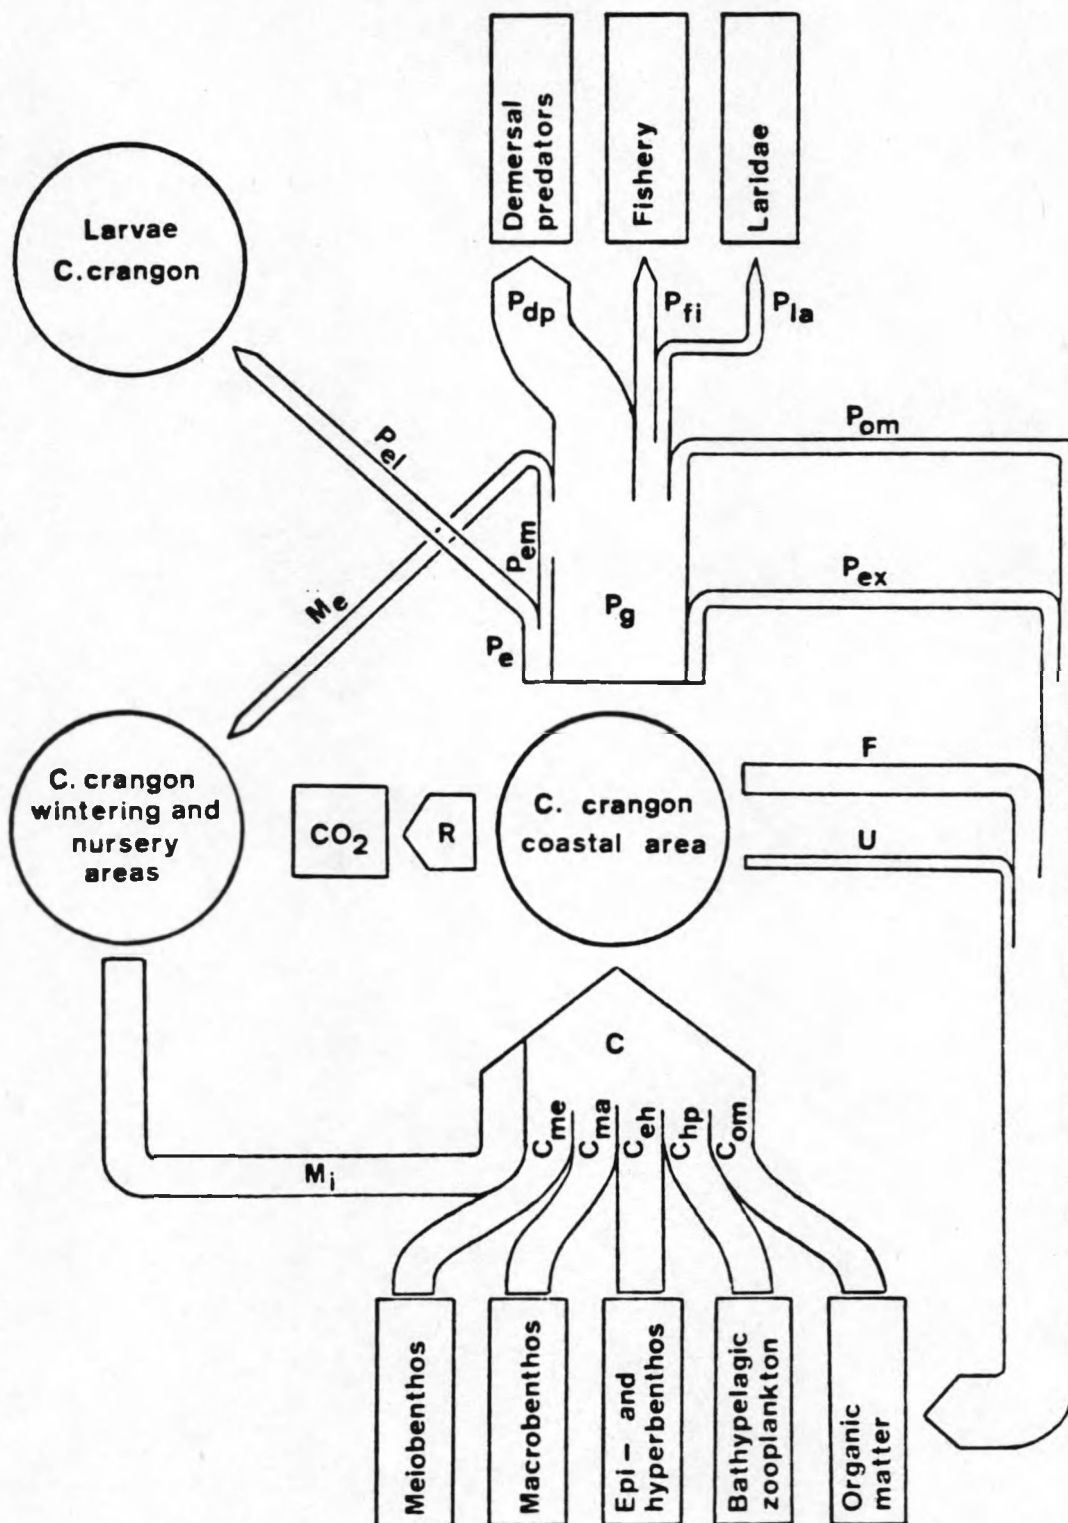 Demersal
predators
Fishery
Laridae
Larvae
C.crangon
Pdp
Pfi
Pla
Pom
Pel
Pem
Me
Pg
Pex
Pe
C. crangon
wintering and
nursery
areas
CO2
R
C. crangon
coastal area
F
U
C
Cme
Cma
Ceh
Chp
Com
Mi
Meiobenthos
Macrobenthos
Epi – and
hyperbenthos
Bathypelagic
zooplankton
Organic
matter